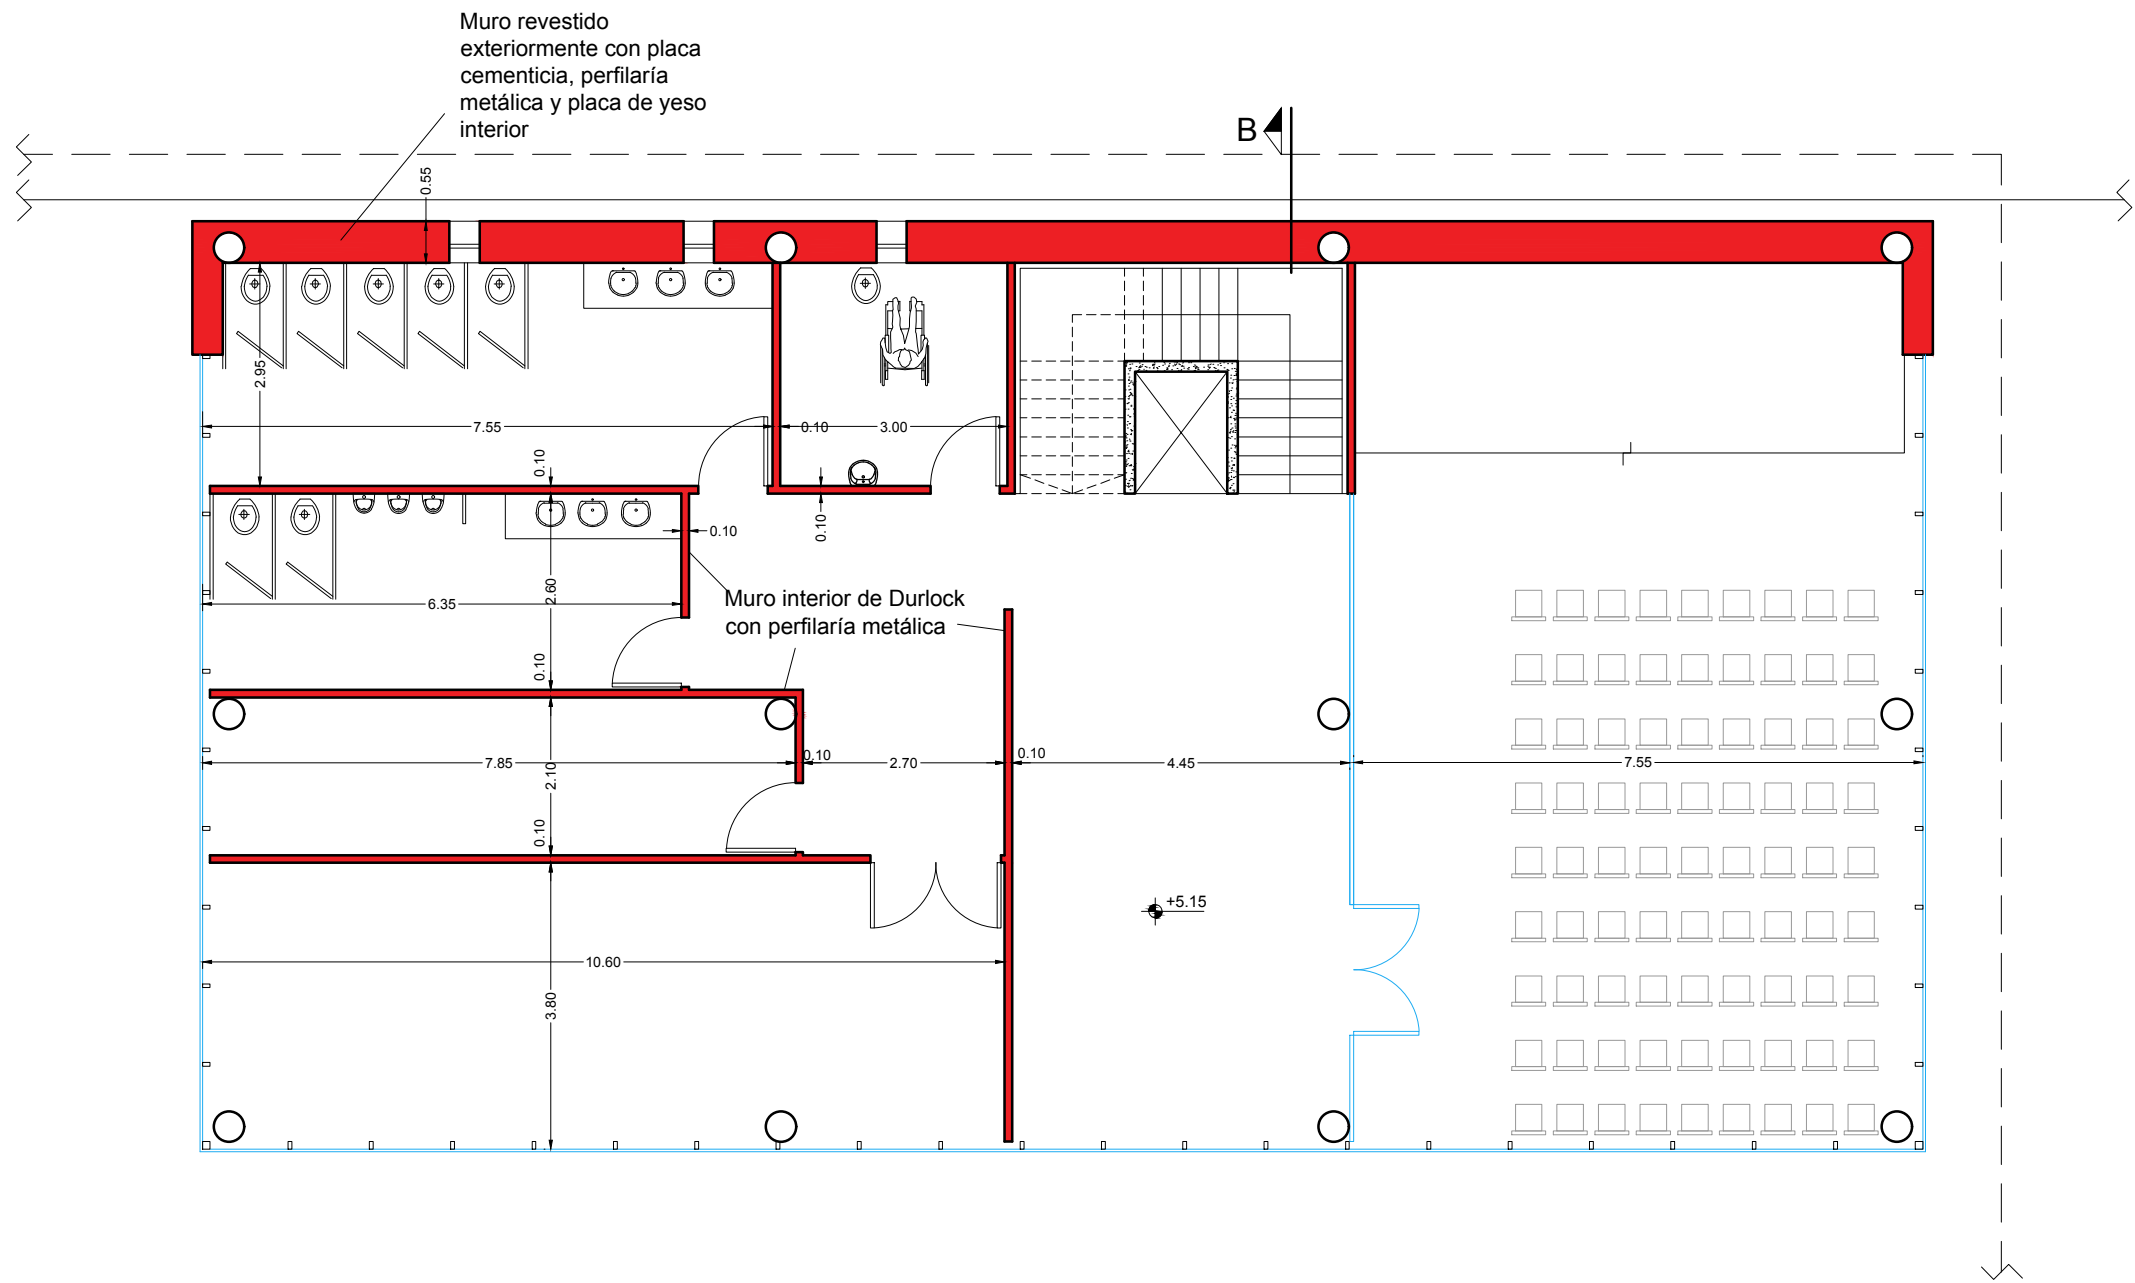 Muro revestido
exteriormente con placa
cementicia, perfilaría
metálica y placa de yeso
interior
B
0.55
2.95
7.55
0.10
3.00
0.10
0.10
0.10
6.35
2.60
Muro interior de Durlock
con perfilaría metálica
0.10
7.85
2.10
0.10
2.70
0.10
4.45
7.55
0.10
+5.15
10.60
3.80